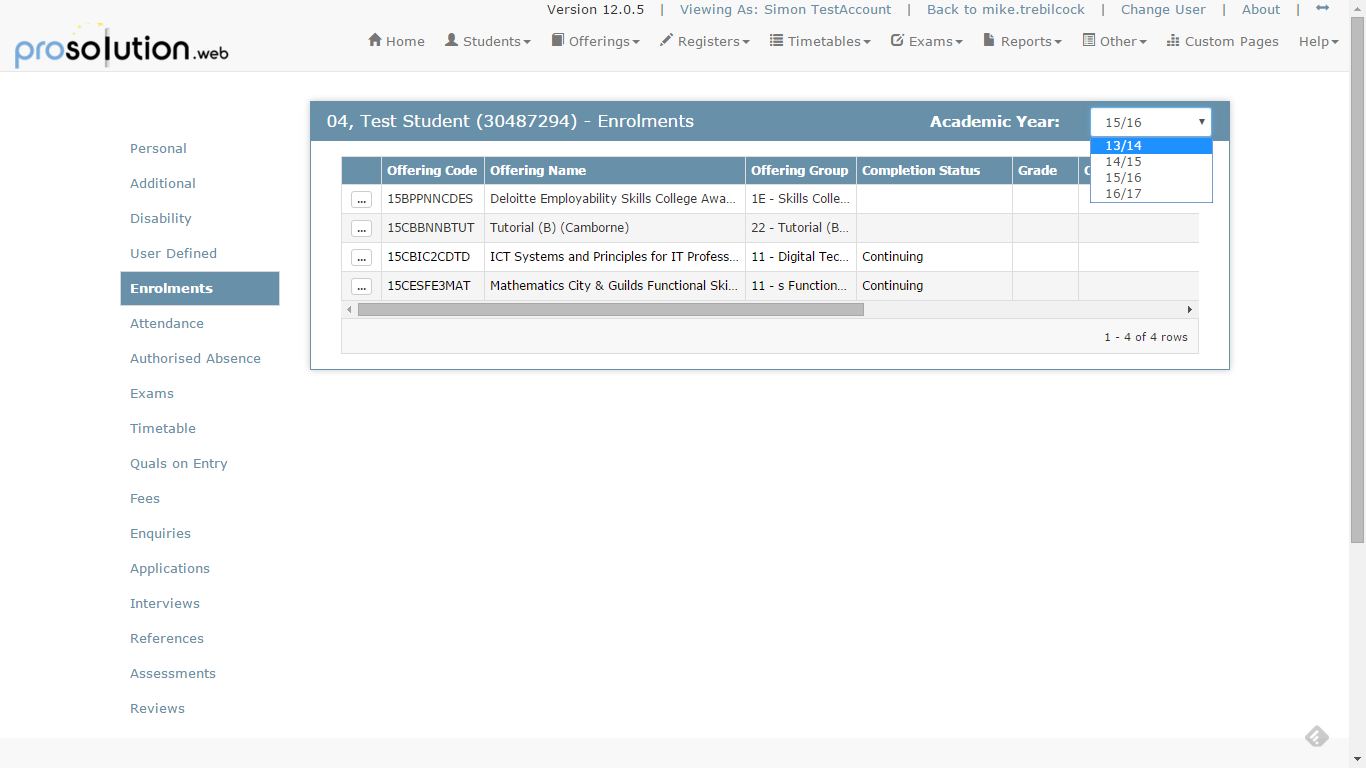 Version 12.0.5 | Viewing As: Simon TestAccount | Back to mike.trebilcock | Change User | About |
prosolution.web
Home Students Offerings Registers Timetables Exams Reports Other Custom Pages Help
04, Test Student (30487294) - Enrolments Academic Year: 15/16
13/14
14/15
15/16
16/17
Offering Code Offering Name Offering Group Completion Status Grade
... 15BPPNNCDES Deloitte Employability Skills College Awa... 1E - Skills Colle...
... 15CBBNNBTUT Tutorial (B) (Camborne) 22 - Tutorial (B...
... 15CBIC2CDTD ICT Systems and Principles for IT Profess... 11 - Digital Tec... Continuing
... 15CESFE3MAT Mathematics City & Guilds Functional Ski... 11 - s Function... Continuing
1 - 4 of 4 rows
Personal
Additional
Disability
User Defined
Enrolments
Attendance
Authorised Absence
Exams
Timetable
Quals on Entry
Fees
Enquiries
Applications
Interviews
References
Assessments
Reviews